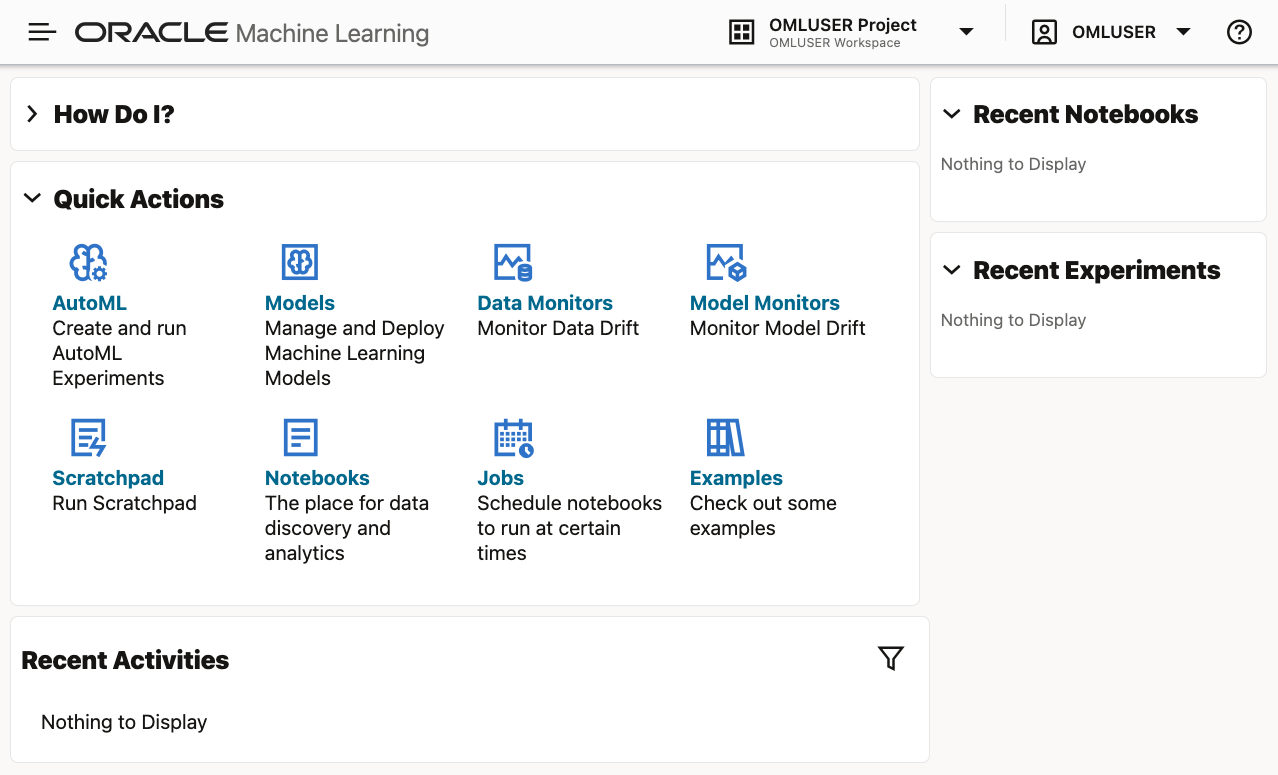 ORACLE Machine Learning
OMLUSER Project
OMLUSER Workspace
OMLUSER
?
How Do I?
Quick Actions
AutoML
Create and run
AutoML
Experiments
Models
Manage and Deploy
Machine Learning
Models
Data Monitors
Monitor Data Drift
Model Monitors
Monitor Model Drift
Scratchpad
Run Scratchpad
Notebooks
The place for data
discovery and
analytics
Jobs
Schedule notebooks
to run at certain
times
Examples
Check out some
examples
Recent Activities
Nothing to Display
Recent Notebooks
Nothing to Display
Recent Experiments
Nothing to Display